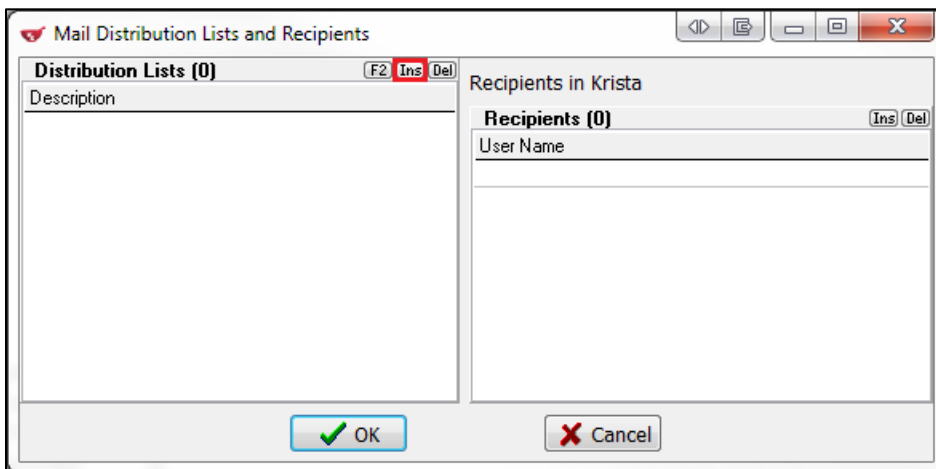 Mail Distribution Lists and Recipients
Distribution Lists (0) F2 Ins Del
Description
Recipients in Krista
Recipients (0) Ins Del
User Name
OK Cancel